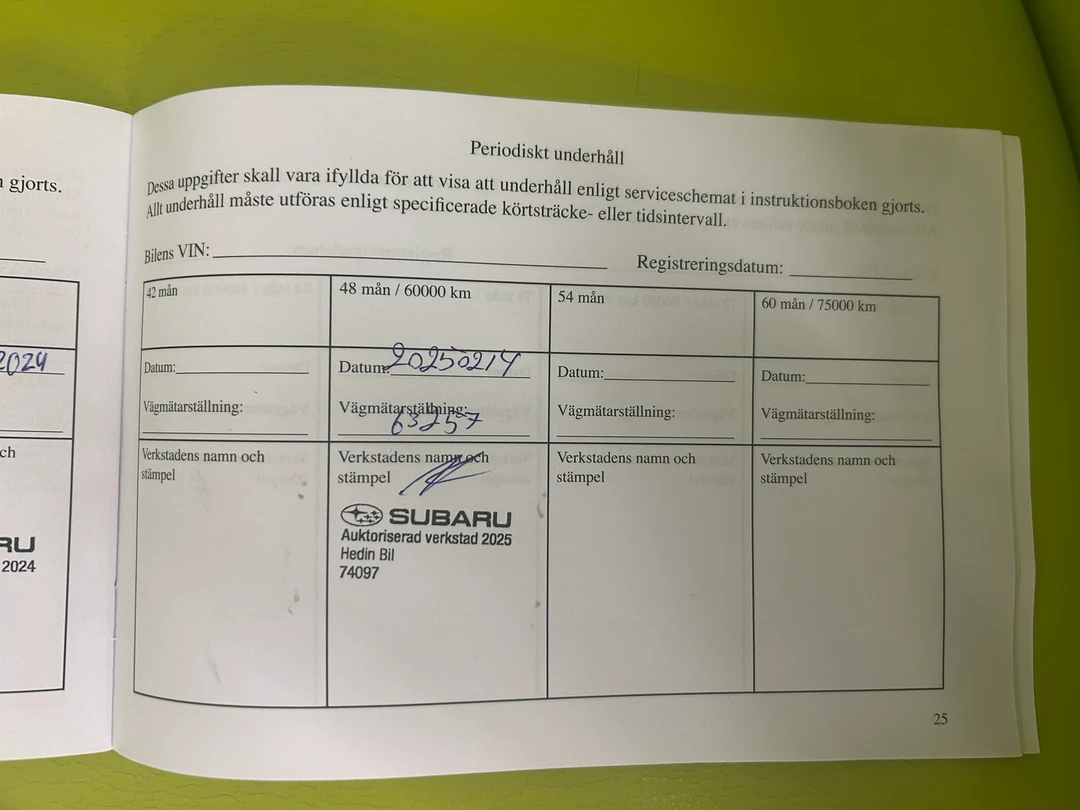 n gjorts.
2024
ch
RU
2024
Periodiskt underhåll
Dessa uppgifter skall vara ifyllda för att visa att underhåll enligt serviceschemat i instruktionsboken gjorts.
Allt underhåll måste utföras enligt specificerade körtsträcke- eller tidsintervall.
Bilens VIN:
Registreringsdatum:
42 mån
Datum:
Vägmätarställning:
Verkstadens namn och
stämpel
48 mån / 60000 km
Datum: 20250214
Vägmätarställning:
63257
Verkstadens namn och
stämpel
SUBARU
Auktoriserad verkstad 2025
Hedin Bil
74097
54 mån
Datum:
Vägmätarställning:
Verkstadens namn och
stämpel
60 mån / 75000 km
Datum:
Vägmätarställning:
Verkstadens namn och
stämpel
25